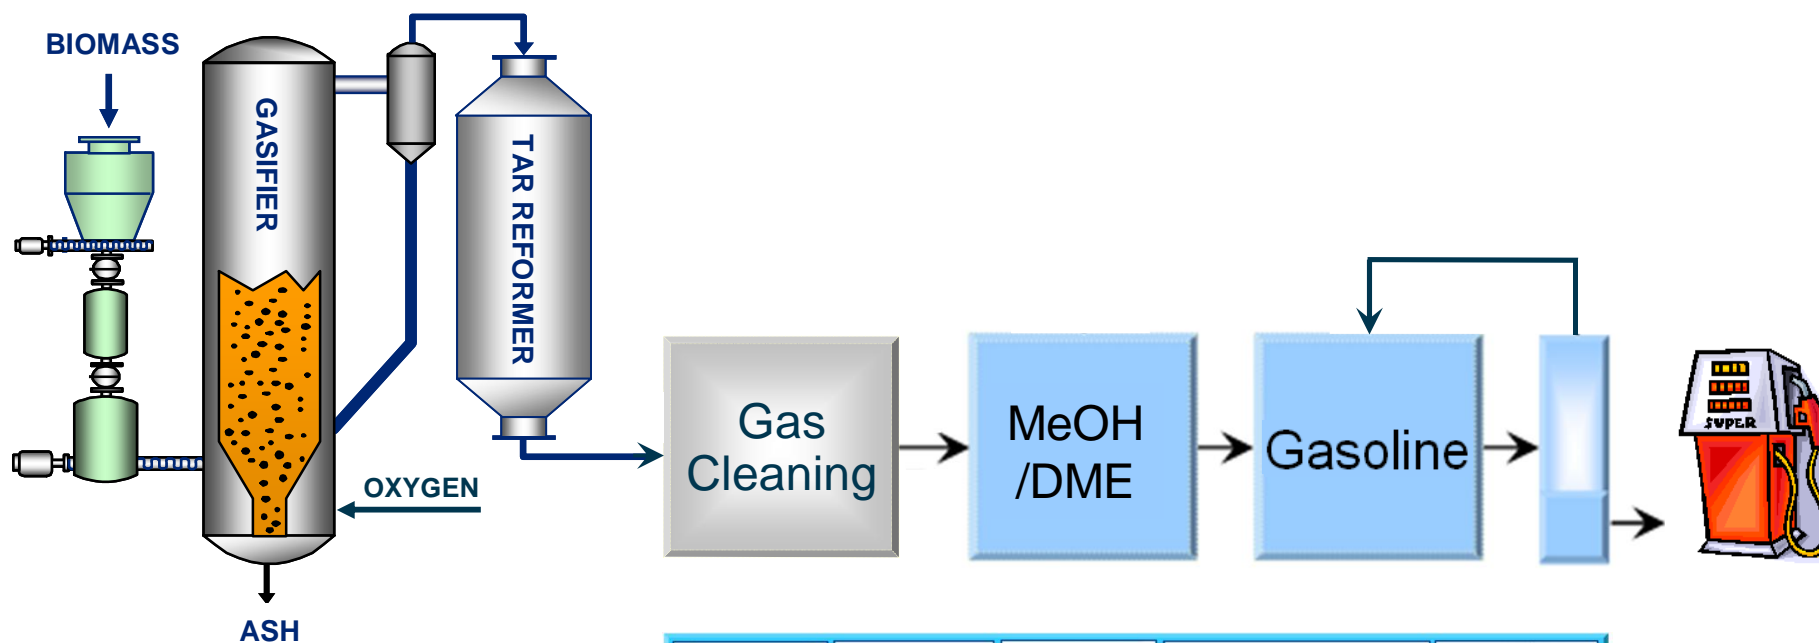 BIOMASS
GASIFIER
TAR REFORMER
OXYGEN
ASH
Gas
Cleaning
MeOH
/DME
Gasoline
SUPER